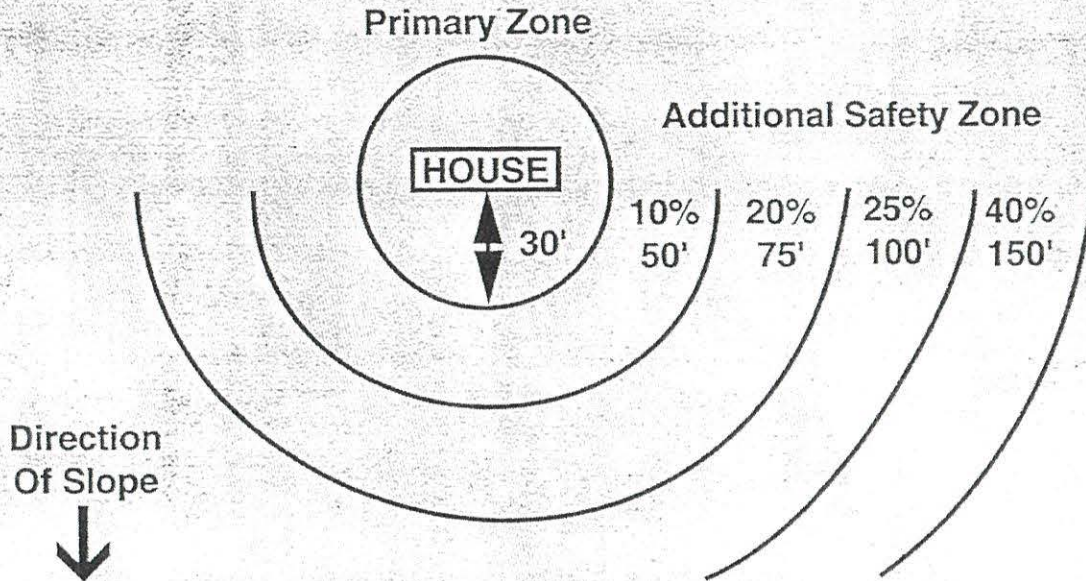 Primary Zone
Additional Safety Zone
HOUSE
30'
10% 20% 25% 40%
50' 75' 100' 150'
Direction
Of Slope